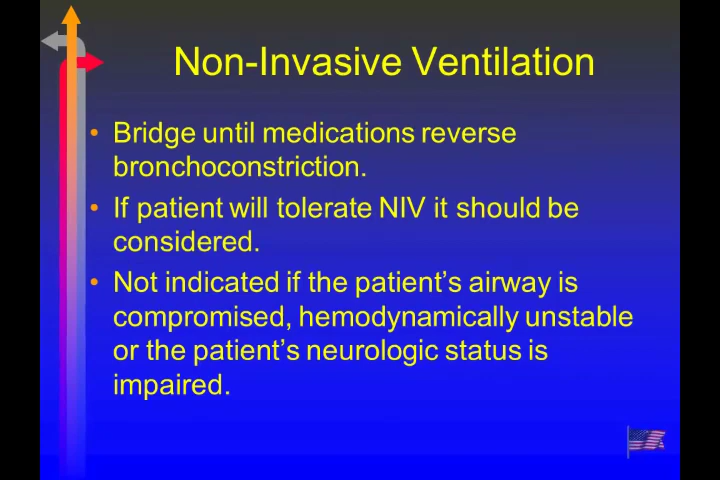 Non-Invasive Ventilation
• Bridge until medications reverse
bronchoconstriction.
• If patient will tolerate NIV it should be
considered.
• Not indicated if the patient’s airway is
compromised, hemodynamically unstable
or the patient’s neurologic status is
impaired.